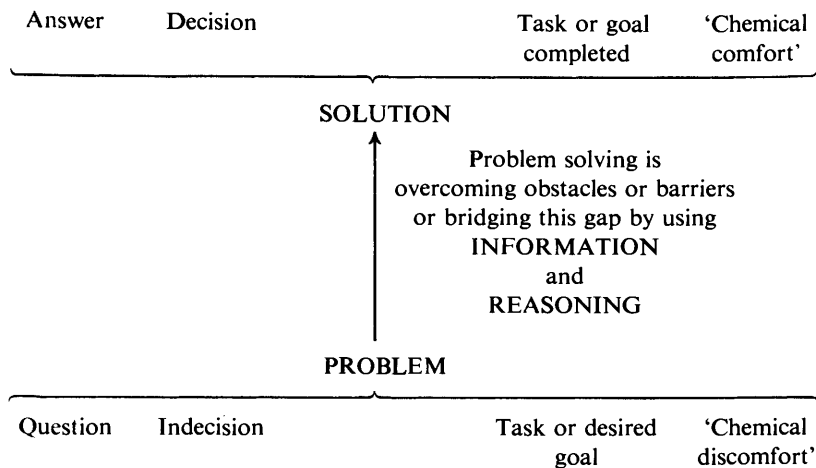 Answer Decision Task or goal ‘Chemical
completed comfort’
SOLUTION
Problem solving is
overcoming obstacles or barriers
or bridging this gap by using
INFORMATION
and
REASONING
PROBLEM
Question Indecision Task or desired ‘Chemical
goal discomfort’